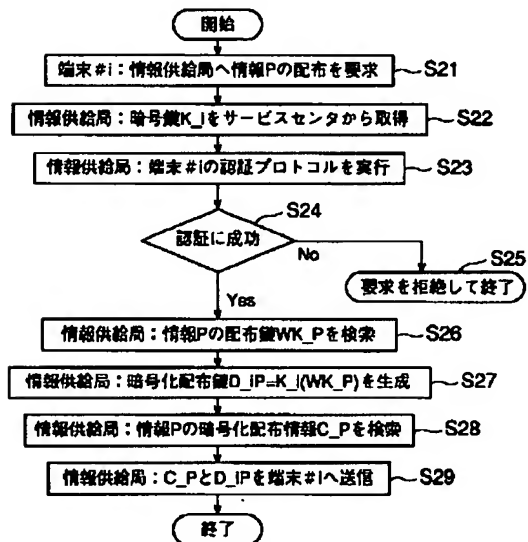 開始
端末#i：情報供給局へ情報Pの配布を要求 S21
情報供給局：暗号鍵K_iをサービスセンタから取得 S22
情報供給局：端末#iの認証プロトコルを実行 S23
S24
認証に成功
No
S25
要求を拒絶して終了
Yes
情報供給局：情報Pの配布鍵WK_Pを検索 S26
情報供給局：暗号化配布鍵D_iP=K_i(WK_P)を生成 S27
情報供給局：情報Pの暗号化配布情報C_Pを検索 S28
情報供給局：C_PとD_iPを端末#iへ送信 S29
終了